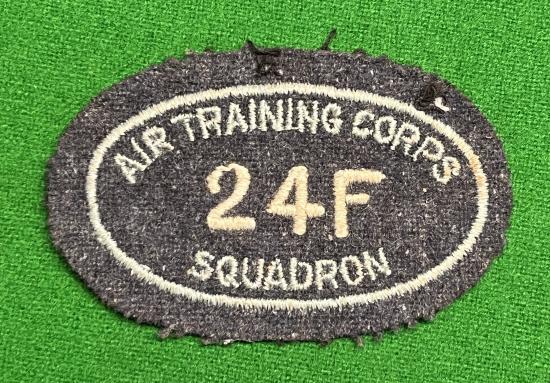 AIR TRAINING CORPS
24F
SQUADRON